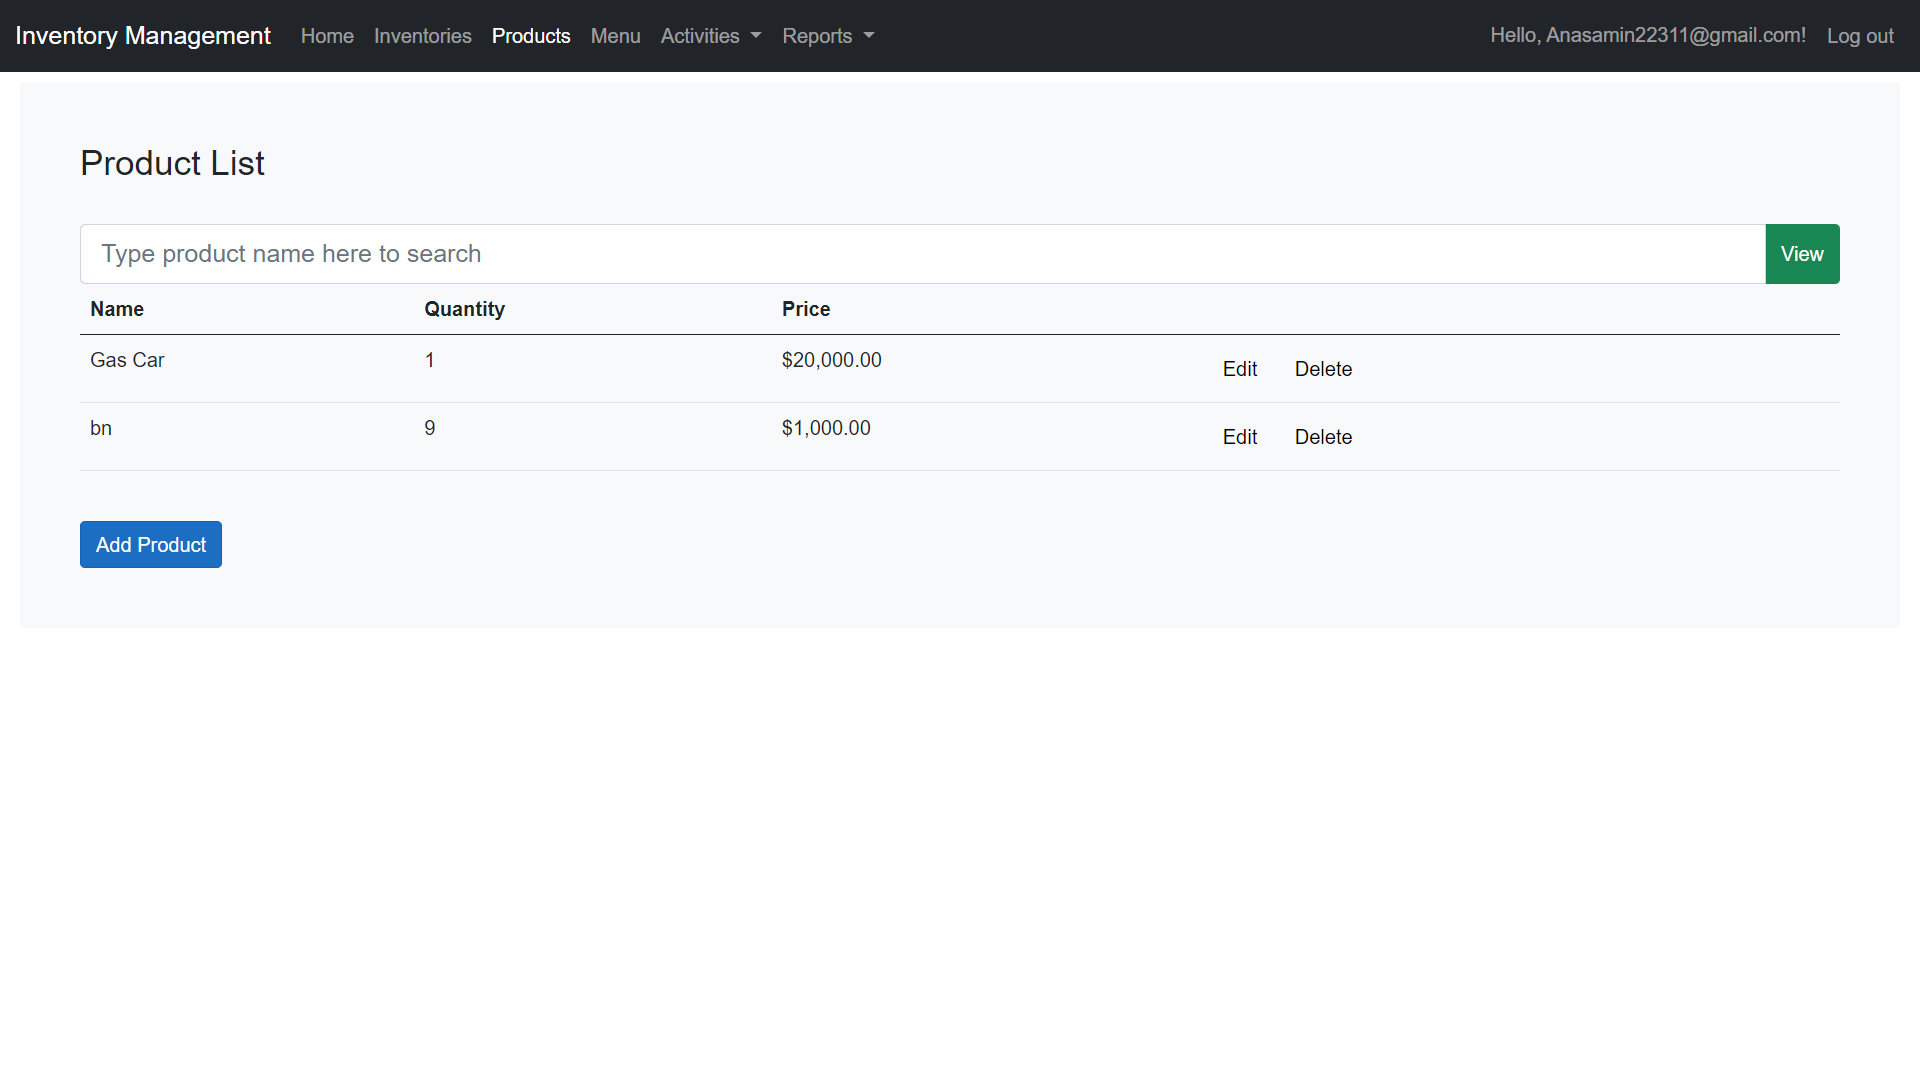 Inventory Management Home Inventories Products Menu Activities Reports Hello, Anasamin22311@gmail.com! Log out
Product List
Type product name here to search View
Name Quantity Price
Gas Car 1 $20,000.00 Edit Delete
bn 9 $1,000.00 Edit Delete
Add Product